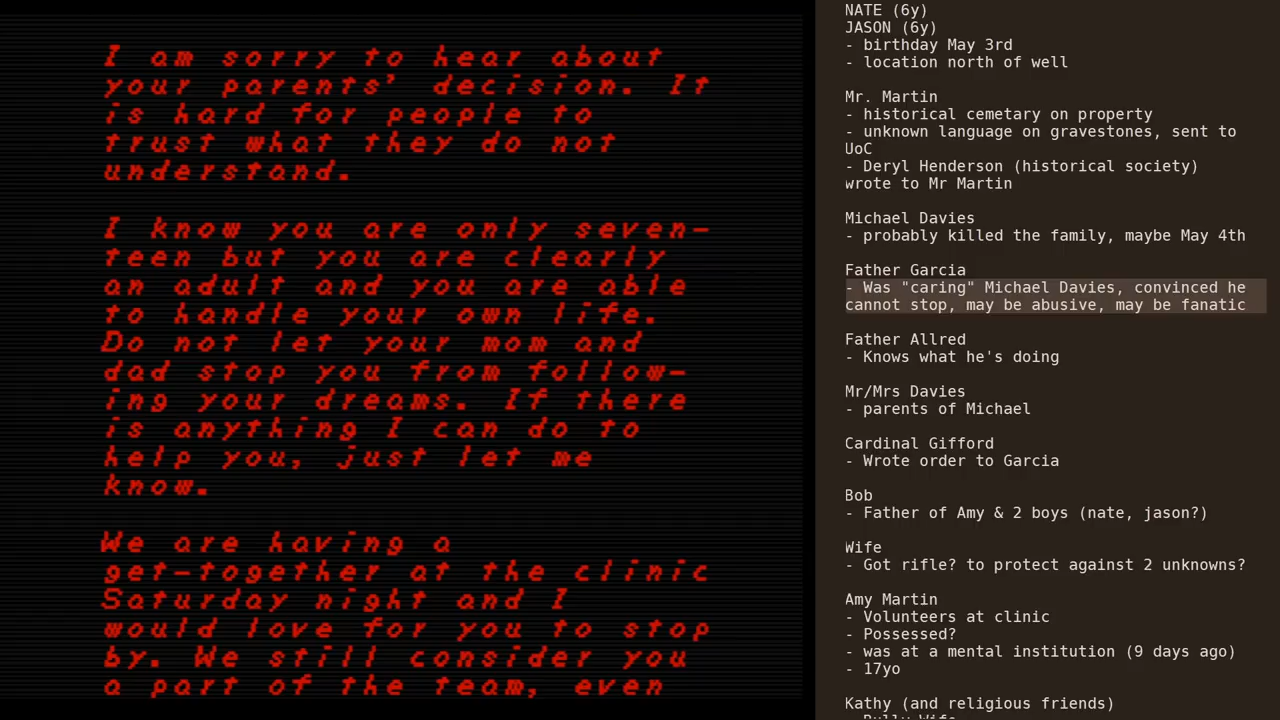 I am sorry to hear about
your parents' decision. It
is hard for people to
trust what they do not
understand.
I know you are only seven-
teen but you are clearly
an adult and you are able
to handle your own life.
Do not let your mom and
dad stop you from follow-
ing your dreams. If there
is anything I can do to
help you, just let me
know.
We are having a
get-together at the clinic
Saturday night and I
would love for you to stop
by. We still consider you
a part of the team, even
NATE (6y)
JASON (6y)
- birthday May 3rd
- location north of well
Mr. Martin
- historical cemetary on property
- unknown language on gravestones, sent to
UoC
- Deryl Henderson (historical society)
wrote to Mr Martin
Michael Davies
- probably killed the family, maybe May 4th
Father Garcia
- Was "caring" Michael Davies, convinced he
cannot stop, may be abusive, may be fanatic
Father Allred
- Knows what he's doing
Mr/Mrs Davies
- parents of Michael
Cardinal Gifford
- Wrote order to Garcia
Bob
- Father of Amy & 2 boys (nate, jason?)
Wife
- Got rifle? to protect against 2 unknowns?
Amy Martin
- Volunteers at clinic
- Possessed?
- was at a mental institution (9 days ago)
- 17yo
Kathy (and religious friends)